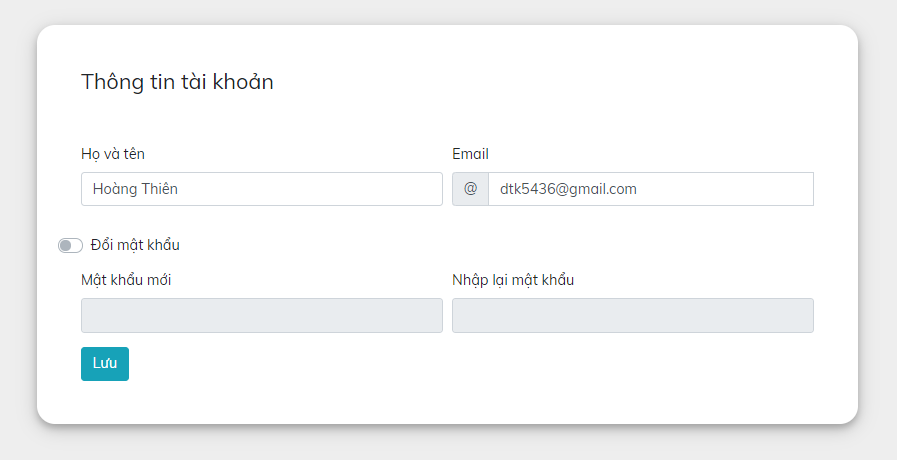 Thông tin tài khoản
Họ và tên
Email
Hoàng Thiên
@ dtk5436@gmail.com
Đổi mật khẩu
Mật khẩu mới
Nhập lại mật khẩu
Lưu